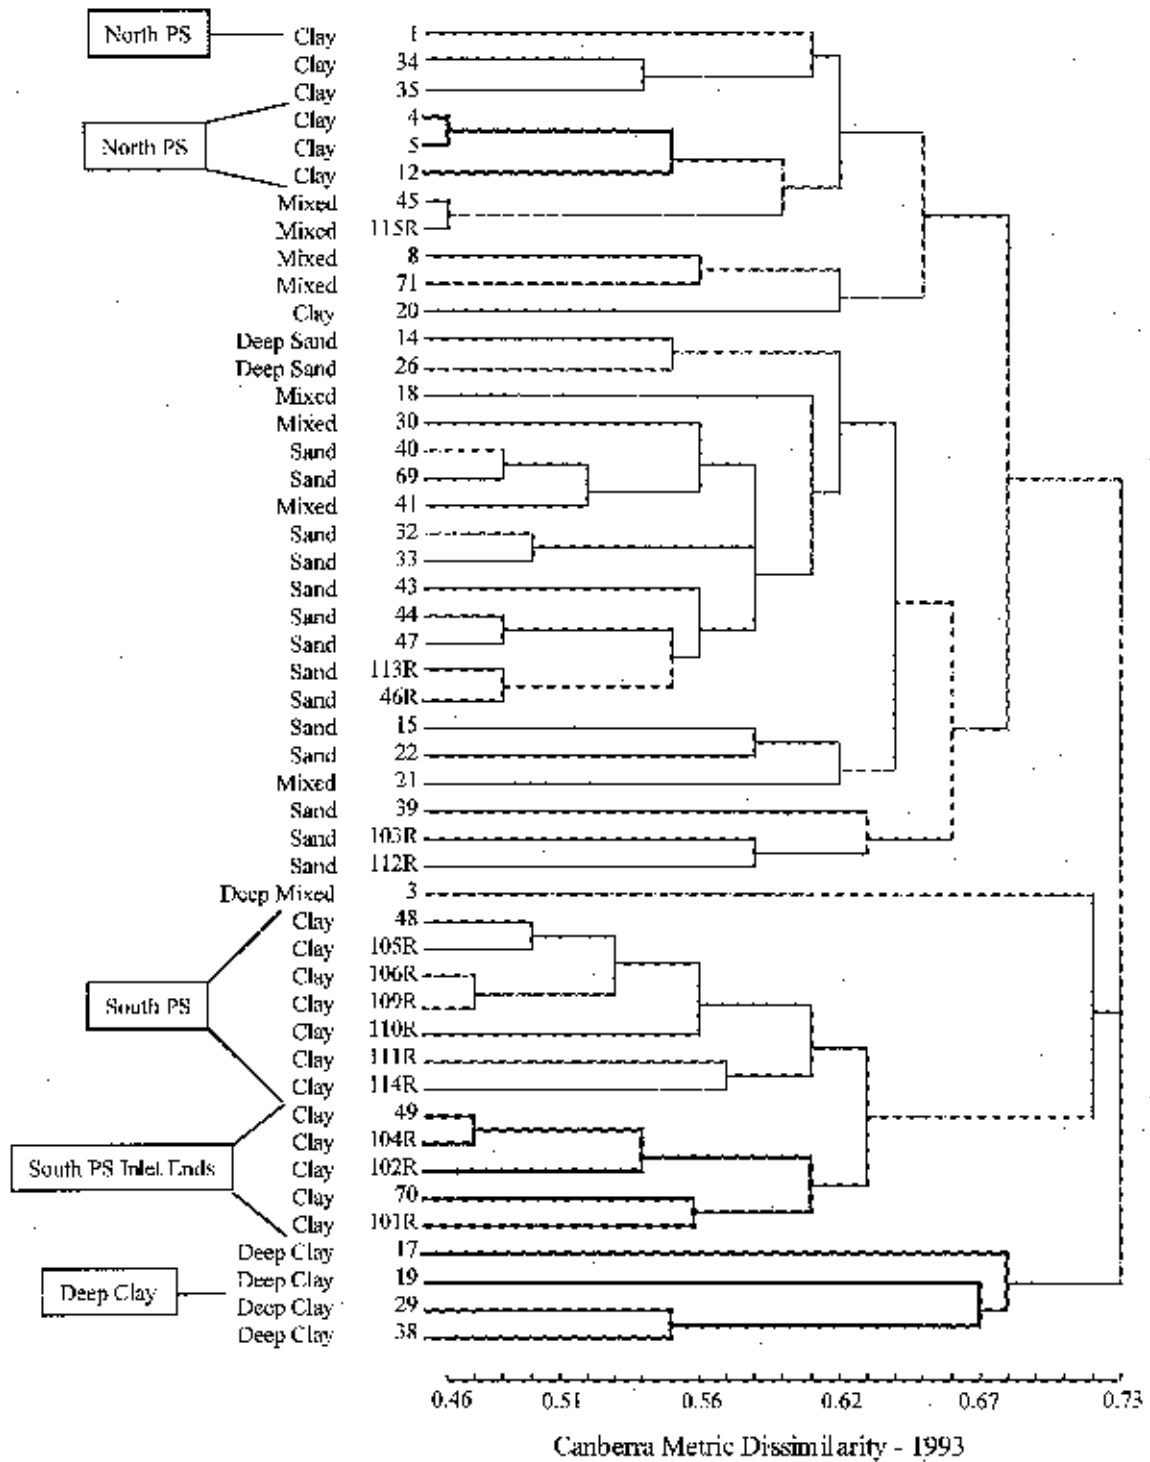 North PS
Clay 1
Clay 34
Clay 35
Clay 4
North PS
Clay 5
Clay 12
Mixed 45
Mixed 115R
Mixed 8
Mixed 71
Clay 20
Deep Sand 14
Deep Sand 26
Mixed 18
Mixed 30
Sand 40
Sand 69
Mixed 41
Sand 32
Sand 33
Sand 43
Sand 44
Sand 47
Sand 113R
Sand 46R
Sand 15
Sand 22
Mixed 21
Sand 39
Sand 103R
Sand 112R
Deep Mixed 3
Clay 48
Clay 105R
Clay 106R
South PS
Clay 109R
Clay 110R
Clay 111R
Clay 114R
Clay 49
Clay 104R
South PS Inlet Ends
Clay 102R
Clay 70
Clay 101R
Deep Clay 17
Deep Clay
Deep Clay 19
Deep Clay 29
Deep Clay 38
0.46 0.51 0.56 0.62 0.67 0.73
Canberra Metric Dissimilarity - 1993